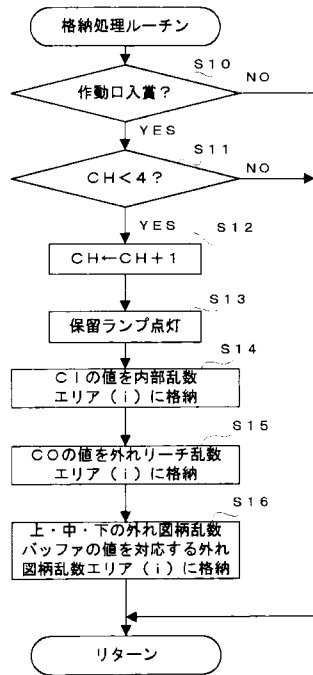 格納処理ルーチン
S10
作動口入賞？
NO
YES
S11
CH＜4？
NO
YES
S12
CH←CH＋1
S13
保留ランプ点灯
S14
CIの値を内部乱数
エリア（i）に格納
S15
COの値を外れリーチ乱数
エリア（i）に格納
S16
上・中・下の外れ図柄乱数
バッファの値を対応する外れ
図柄乱数エリア（i）に格納
リターン